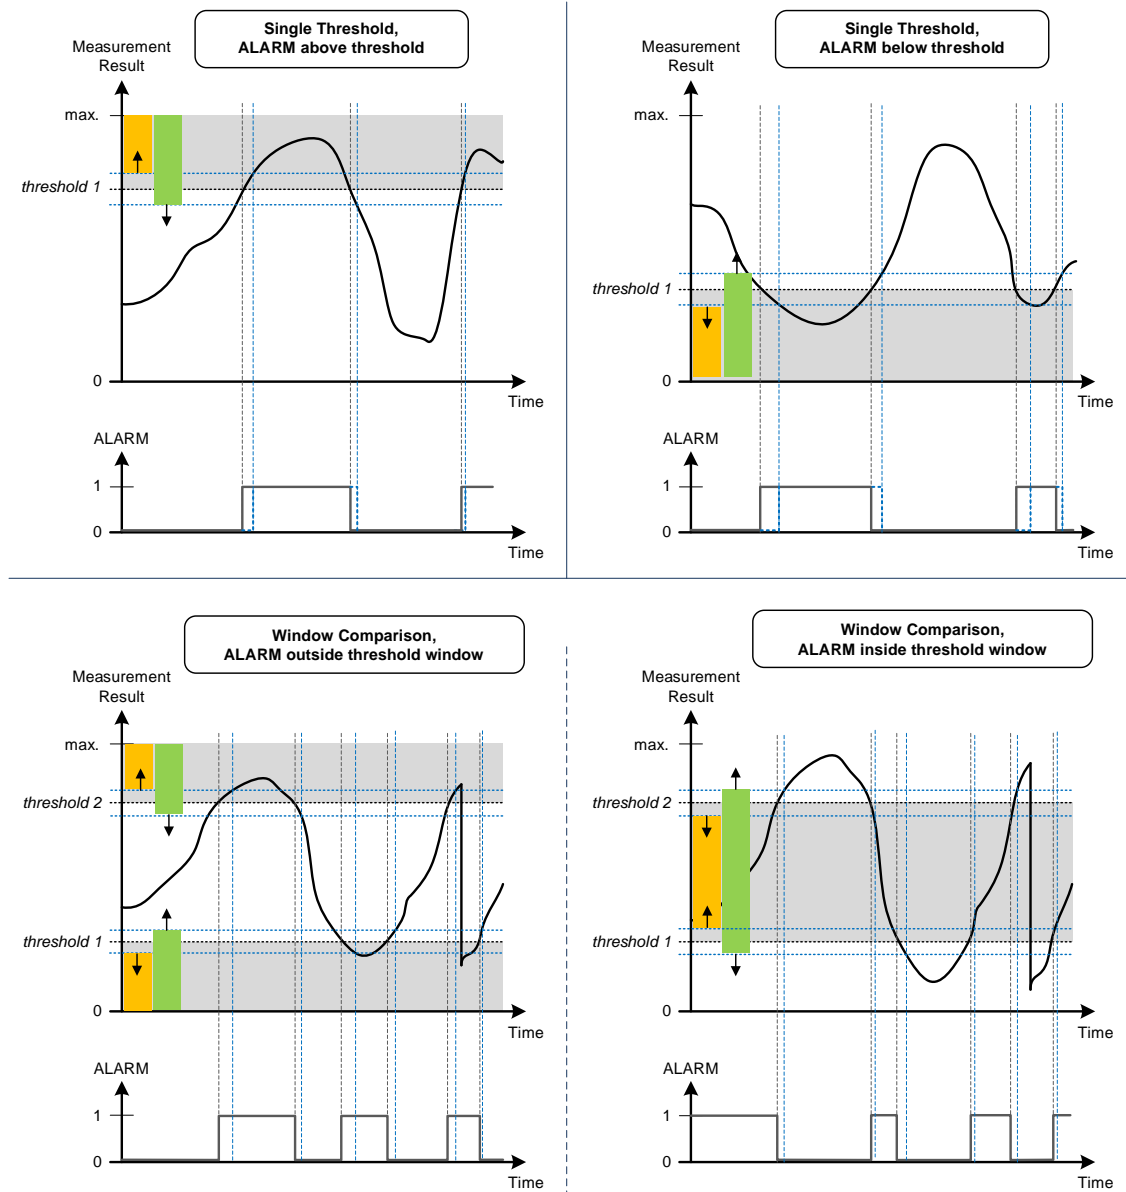 Single Threshold,
ALARM above threshold
Measurement
Result
max.
threshold 1
0
Time
ALARM
1
0
Time
Single Threshold,
ALARM below threshold
Measurement
Result
max.
threshold 1
0
Time
ALARM
1
0
Time
Window Comparison,
ALARM outside threshold window
Measurement
Result
max.
threshold 2
threshold 1
0
Time
ALARM
1
0
Time
Window Comparison,
ALARM inside threshold window
Measurement
Result
max.
threshold 2
threshold 1
0
Time
ALARM
1
0
Time